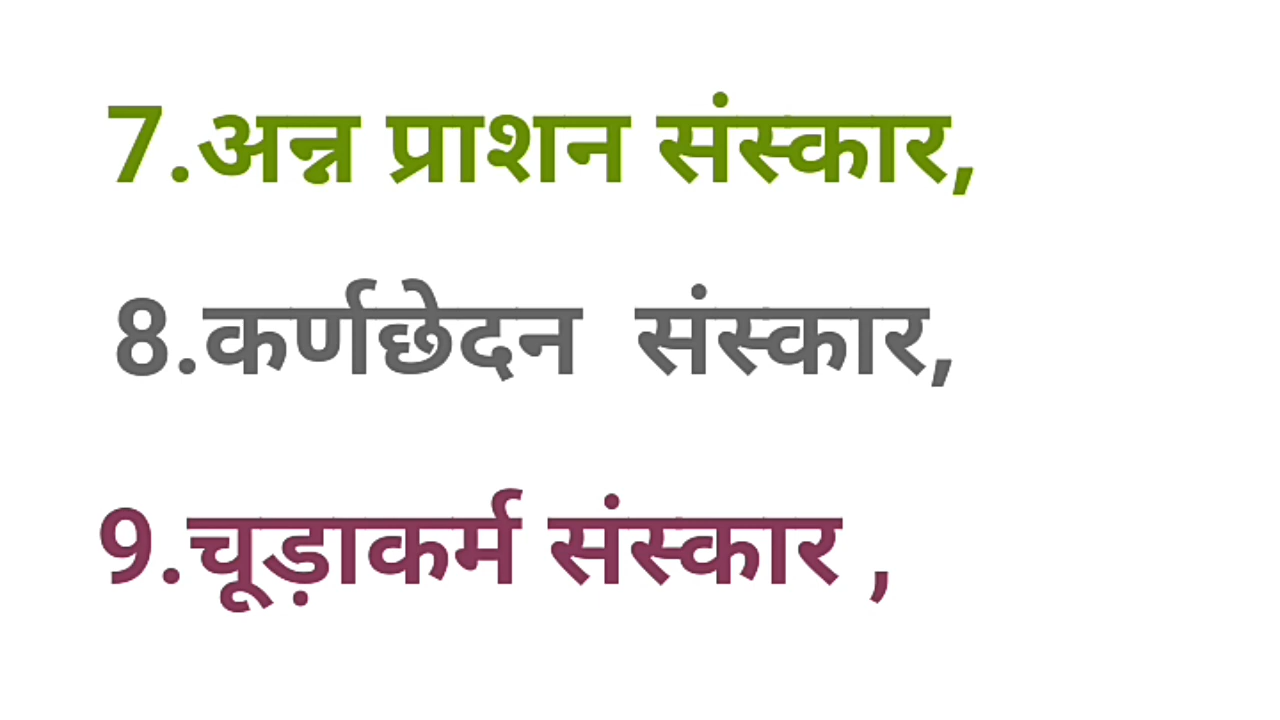 7.अन्न प्राशन संस्कार,
8.कर्णछेदन  संस्कार,
9.चूड़ाकर्म संस्कार ,